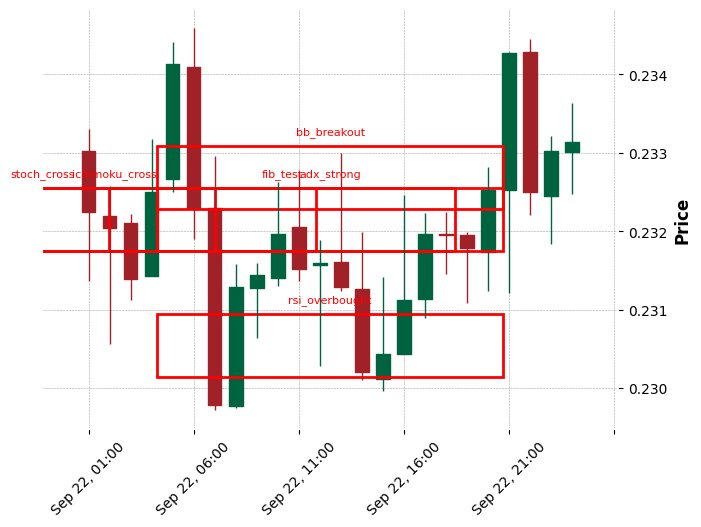 bb_breakout
stoch_cross
ichimoku_cross
fib_test
adx_strong
rsi_overbought
0.234
0.233
0.232
0.231
0.230
Price
Sep 22, 01:00
Sep 22, 06:00
Sep 22, 11:00
Sep 22, 16:00
Sep 22, 21:00